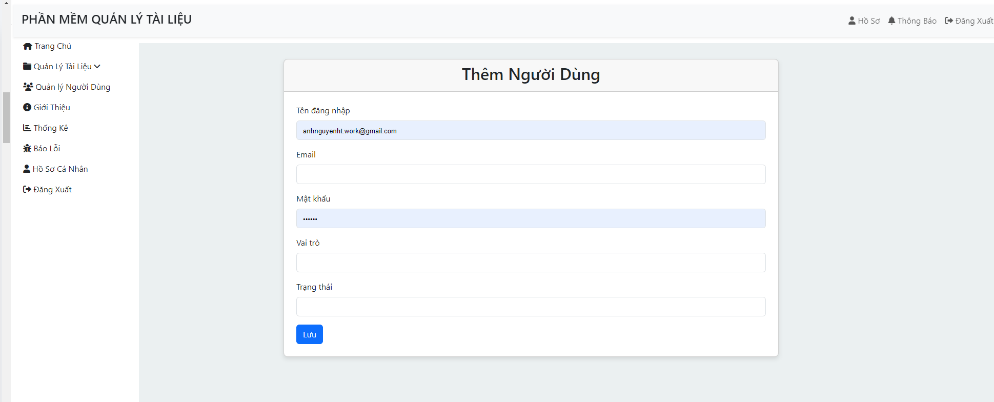 PHẦN MỀM QUẢN LÝ TÀI LIỆU
Hồ Sơ Thông Báo Đăng Xuất
Trang Chủ
Quản Lý Tài Liệu
Quản lý Người Dùng
Giới Thiệu
Thống Kê
Báo Lỗi
Hồ Sơ Cá Nhân
Đăng Xuất
Thêm Người Dùng
Tên đăng nhập
anhnguyenbt.work@gmail.com
Email
Mật khẩu
••••••
Vai trò
Trạng thái
Lưu